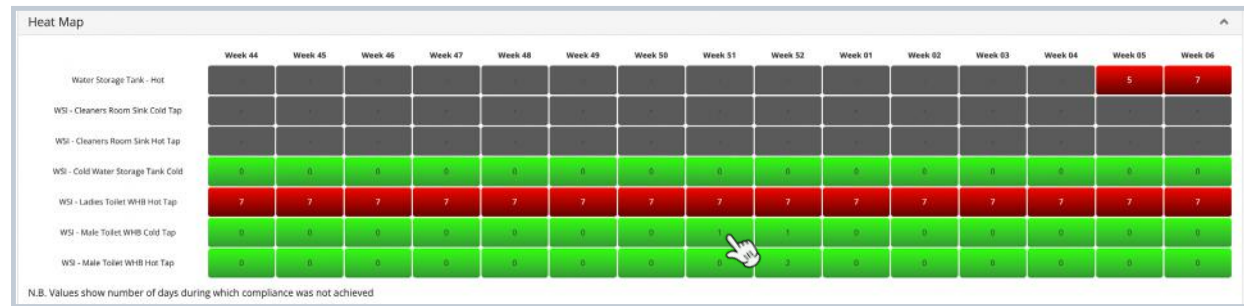 Heat Map
Week 44 Week 45 Week 46 Week 47 Week 48 Week 49 Week 50 Week 51 Week 52 Week 01 Week 02 Week 03 Week 04 Week 05 Week 06
Water Storage Tank - Hot - - - - - - - - - - - - - 5 7
WSI - Cleaners Room Sink Cold Tap - - - - - - - - - - - - - - -
WSI - Cleaners Room Sink Hot Tap - - - - - - - - - - - - - - -
WSI - Cold Water Storage Tank Cold 0 0 0 0 0 0 0 0 0 0 0 0 0 0 0
WSI - Ladies Toilet WHB Hot Tap 7 7 7 7 7 7 7 7 7 7 7 7 7 7 7
WSI - Male Toilet WHB Cold Tap 0 0 0 0 0 0 0 1 1 0 0 0 0 0 0
WSI - Male Toilet WHB Hot Tap 0 0 0 0 0 0 0 0 2 0 0 0 0 0 0
N.B. Values show number of days during which compliance was not achieved